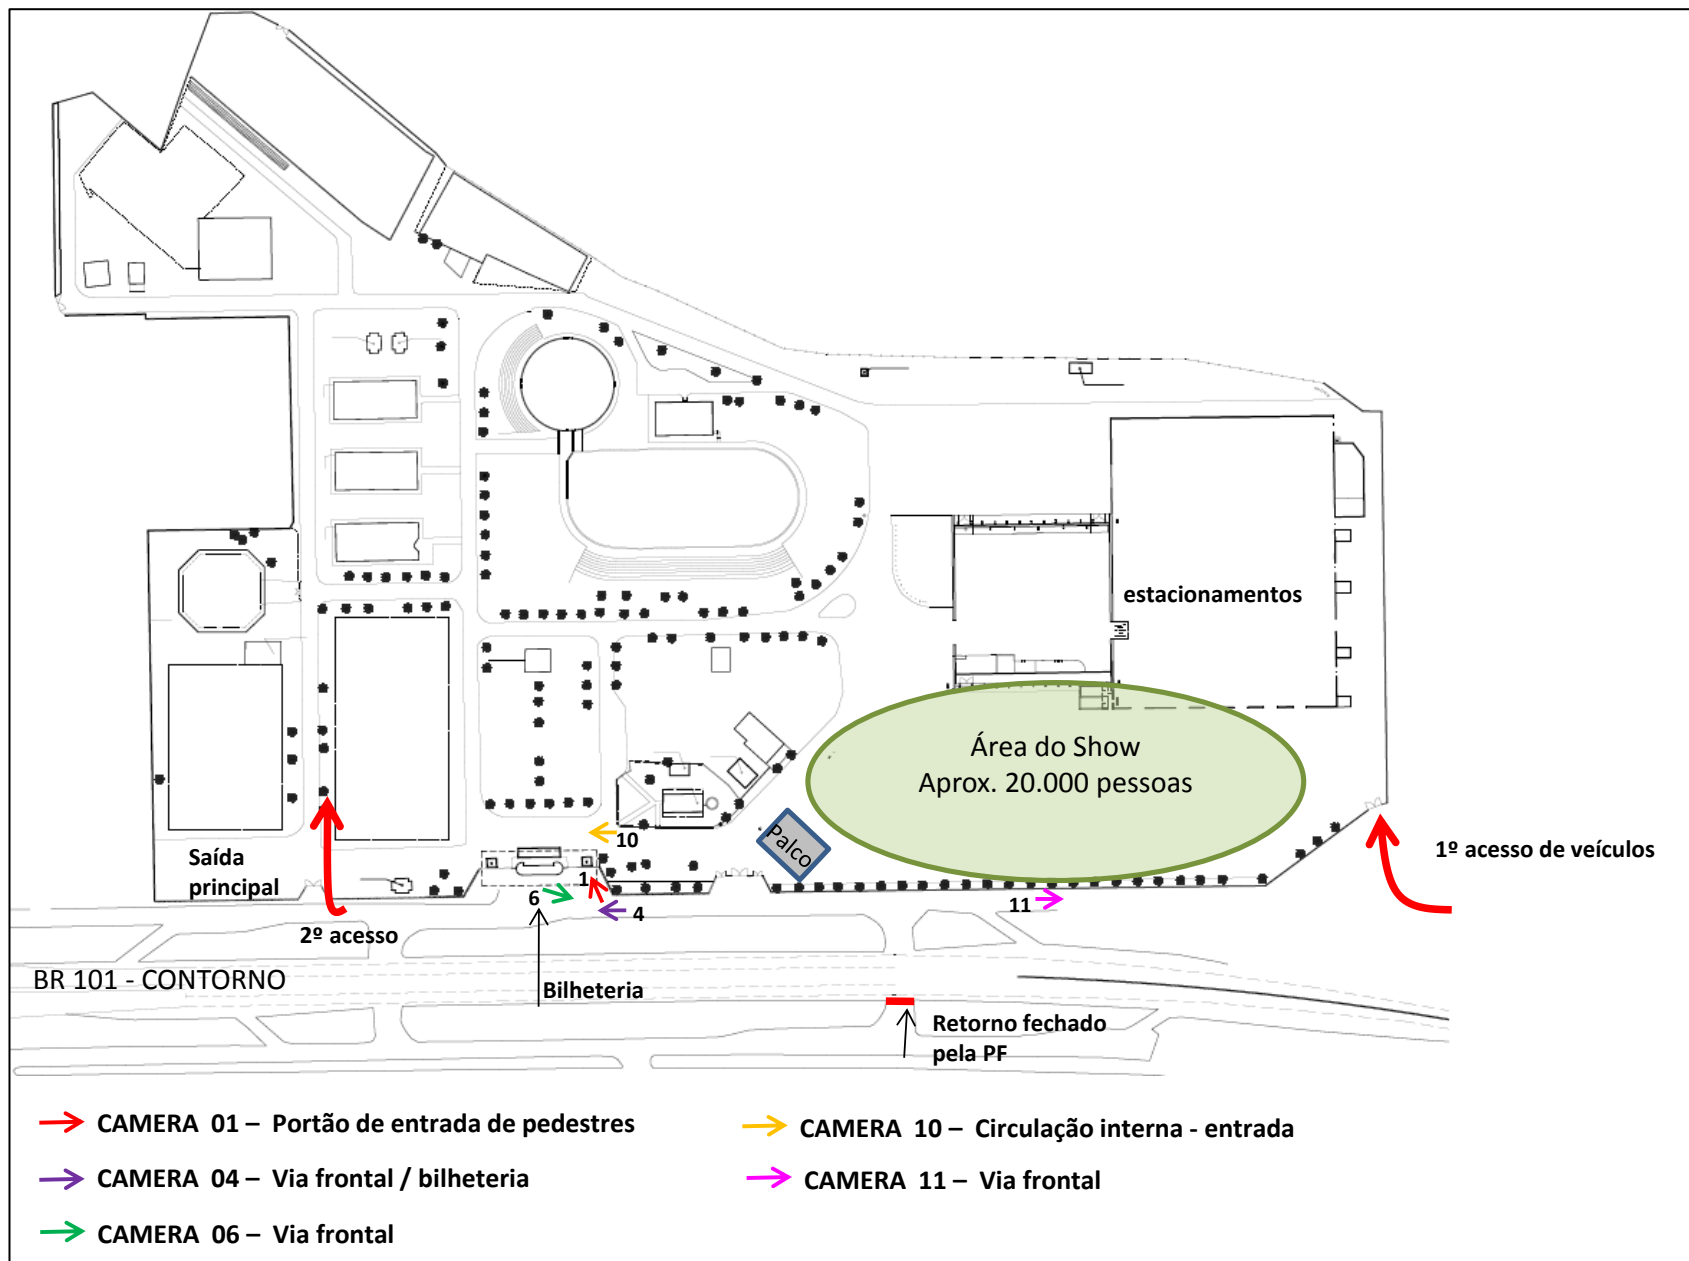 estacionamentos
Área do Show
Aprox. 20.000 pessoas
Palco
10
Saída
principal
1º acesso de veículos
1
6
4
11
2º acesso
BR 101 - CONTORNO
Bilheteria
Retorno fechado
pela PF
CAMERA 01 – Portão de entrada de pedestres
CAMERA 04 – Via frontal / bilheteria
CAMERA 06 – Via frontal
CAMERA 10 – Circulação interna - entrada
CAMERA 11 – Via frontal